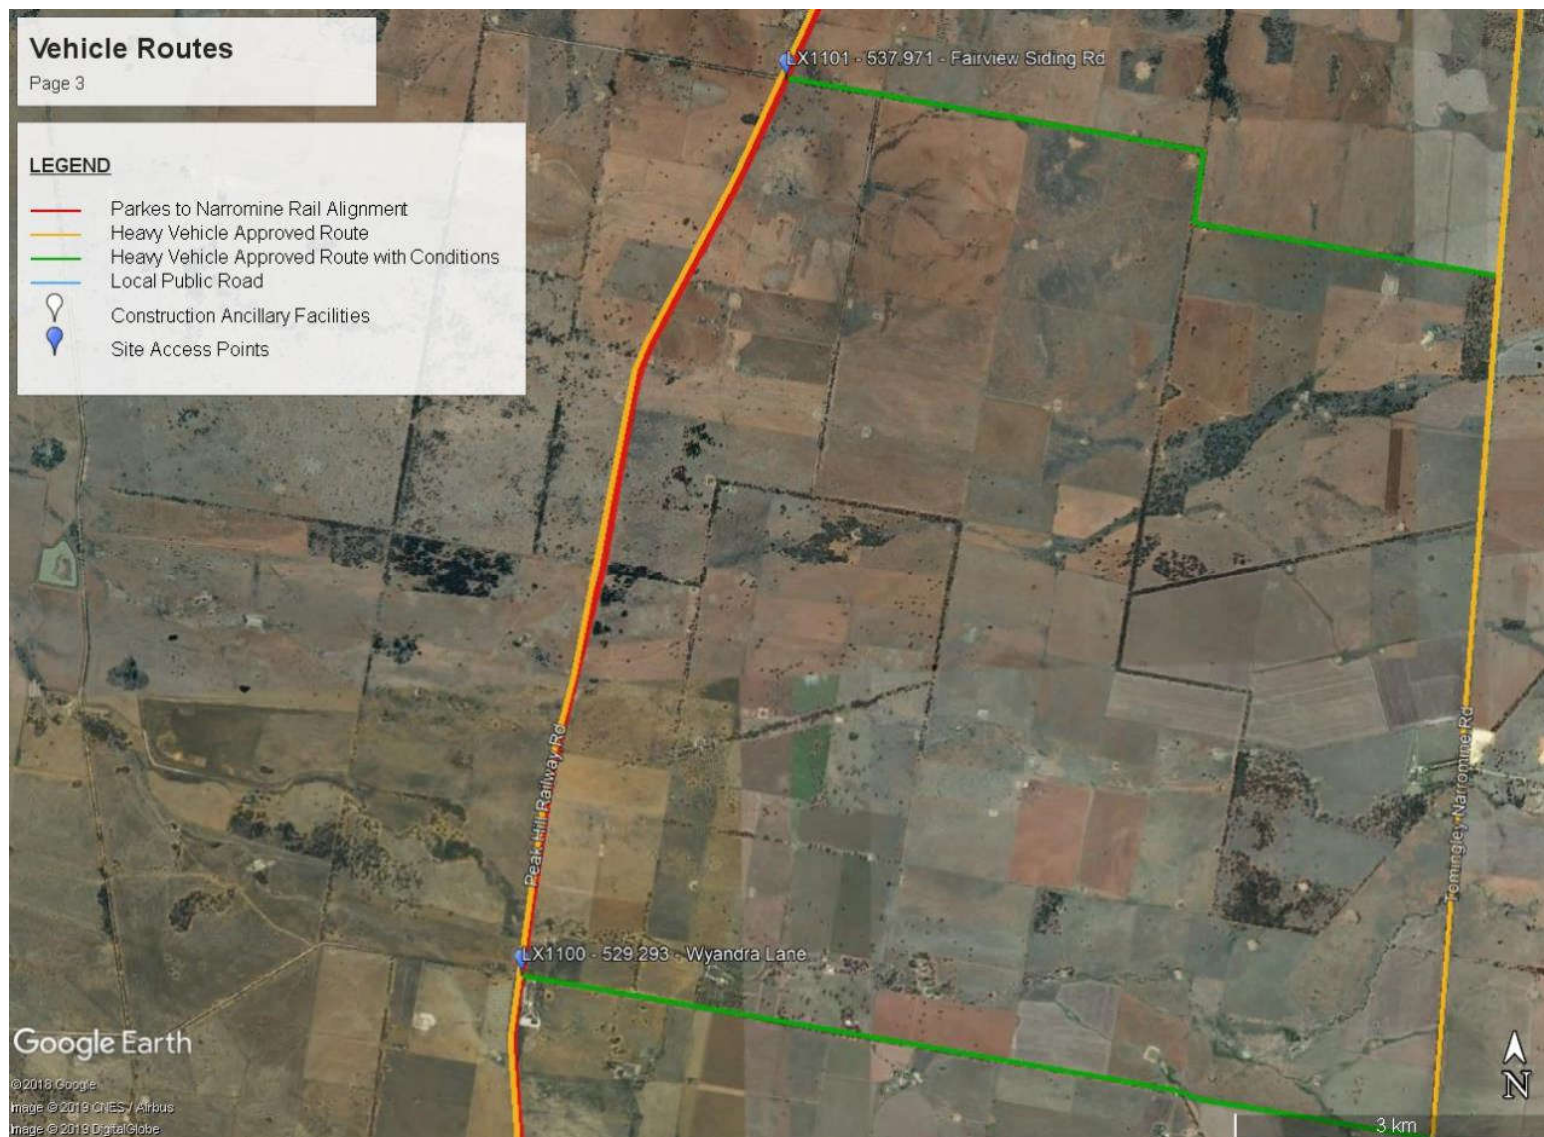 Vehicle Routes
Page 3
LEGEND
Parkes to Narromine Rail Alignment
Heavy Vehicle Approved Route
Heavy Vehicle Approved Route with Conditions
Local Public Road
Construction Ancillary Facilities
Site Access Points
LX1101 - 537.971 - Fairview Siding Rd
Peak Hill Railway Rd
Tomingley Narromine Rd
LX1100 - 529.293 - Wyandra Lane
Google Earth
©2018 Google
Image © 2019 CNES / Airbus
Image © 2019 DigitalGlobe
3 km
N